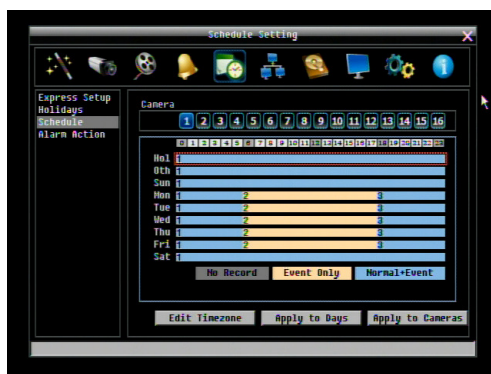 Schedule Setting X
Express Setup
Holidays
Schedule
Alarm Action
Camera
1 2 3 4 5 6 7 8 9 10 11 12 13 14 15 16
0 1 2 3 4 5 6 7 8 9 10 11 12 13 14 15 16 17 18 19 20 21 22 23
Hol 1
Oth 1
Sun 1
Mon 1 2 3
Tue 1 2 3
Wed 1 2 3
Thu 1 2 3
Fri 1 2 3
Sat 1
No Record Event Only Normal+Event
Edit Timezone Apply to Days Apply to Cameras